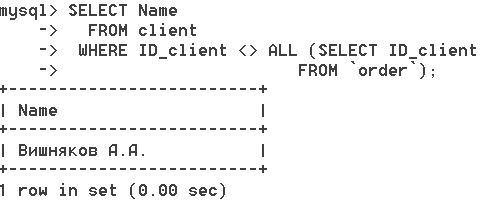 mysql> SELECT Name
    ->   FROM client
    ->  WHERE ID_client <> ALL (SELECT ID_client
    ->                          FROM `order`);
+--------------------------+
| Name                     |
+--------------------------+
| Вишняков А.А.            |
+--------------------------+
1 row in set (0.00 sec)